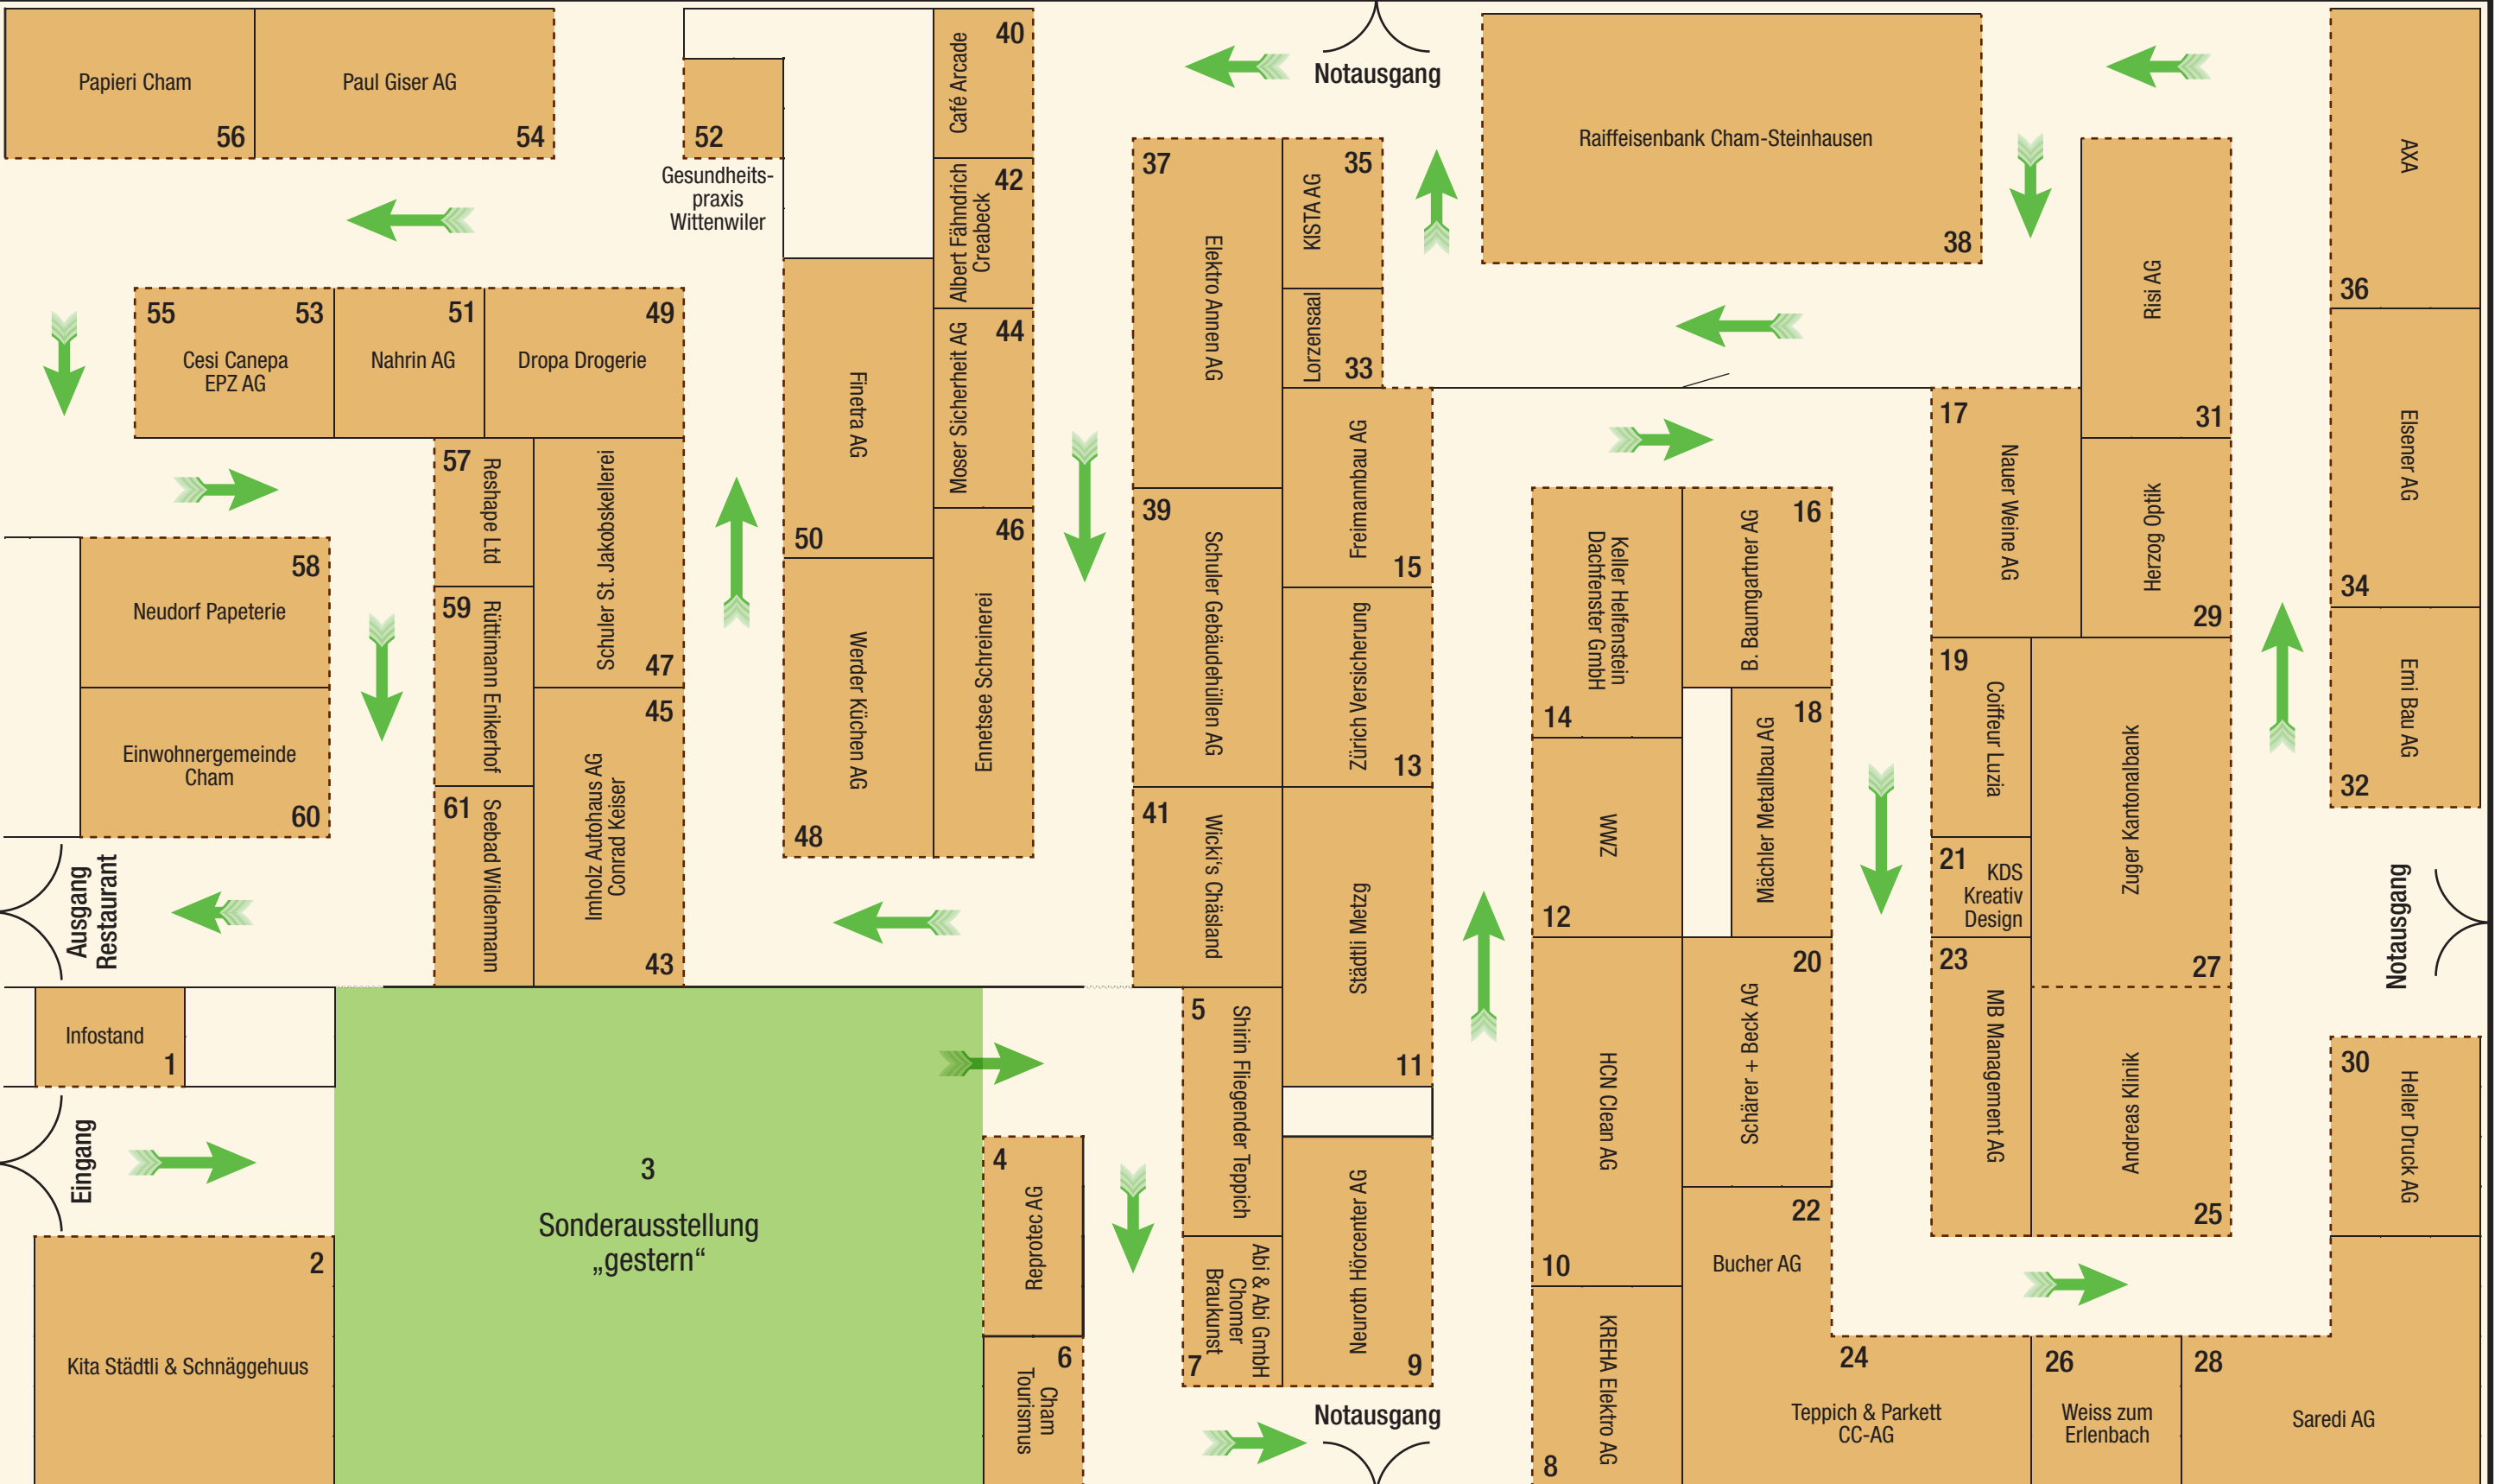 Papieri Cham
56
Paul Giser AG
54
52
Gesundheits-
praxis
Wittenwiler
Café Arcade
40
Albert Fähndrich
Creabeck
42
Moser Sicherheit AG
44
Ennetsee Schreinerei
46
Finetra AG
50
Werder Küchen AG
48
Notausgang
Raiffeisenbank Cham-Steinhausen
38
AXA
36
Elsener AG
34
Erni Bau AG
32
55
53
Cesi Canepa
EPZ AG
51
Nahrin AG
49
Dropa Drogerie
57
Reshape Ltd
59
Rüttimann Enikerhof
61
Seebad Wildenmann
Schuler St. Jakobskellerei
47
45
Imholz Autohaus AG
Conrad Keiser
43
58
Neudorf Papeterie
Einwohnergemeinde
Cham
60
37
Elektro Annen AG
35
KISTA AG
Lorzensaal
33
39
Schuler Gebäudehüllen AG
41
Wicki's Chäsland
Freimannbau AG
15
Zürich Versicherung
13
Städtli Metzg
11
Keller Helfenstein
Dachfenster GmbH
14
B. Baumgartner AG
16
WWZ
12
Mächler Metallbau AG
18
HCN Clean AG
10
Schärer + Beck AG
20
22
Bucher AG
KREHA Elektro AG
8
24
Teppich & Parkett
CC-AG
26
Weiss zum
Erlenbach
28
Saredi AG
17
Nauer Weine AG
Risi AG
31
Herzog Optik
29
19
Coiffeur Luzia
21
KDS
Kreativ
Design
23
MB Management AG
Zuger Kantonalbank
27
Andreas Klinik
25
30
Heller Druck AG
Notausgang
Ausgang
Restaurant
Infostand
1
Eingang
2
Kita Städtli & Schnäggehuus
3
Sonderausstellung
„gestern“
4
Reprotec AG
6
Cham
Tourismus
5
Shirin Fliegender Teppich
7
Abi & Abi GmbH
Chomer
Braukunst
Neuroth Hörcenter AG
9
Notausgang